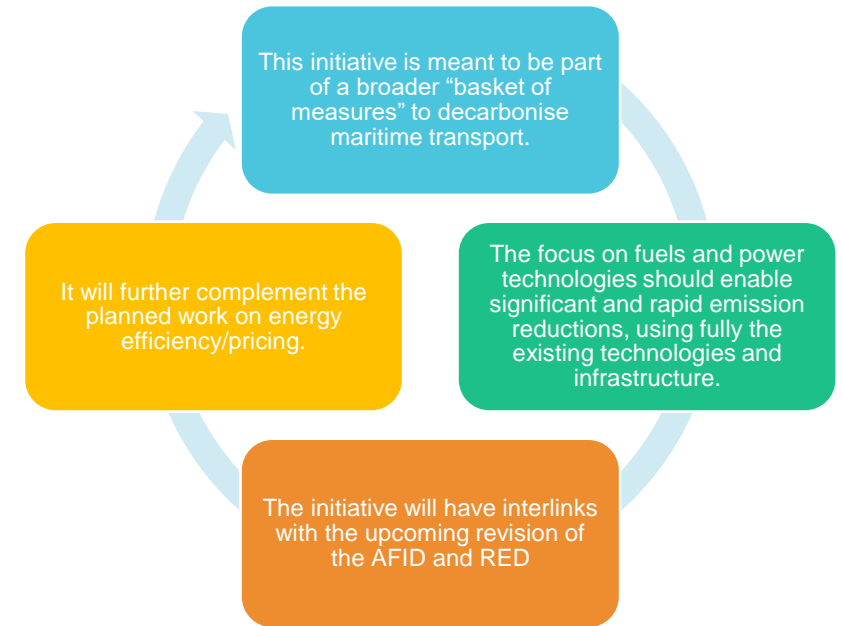 This initiative is meant to be part
of a broader “basket of
measures” to decarbonise
maritime transport.
The focus on fuels and power
technologies should enable
significant and rapid emission
reductions, using fully the
existing technologies and
infrastructure.
The initiative will have interlinks
with the upcoming revision of
the AFID and RED
It will further complement the
planned work on energy
efficiency/pricing.